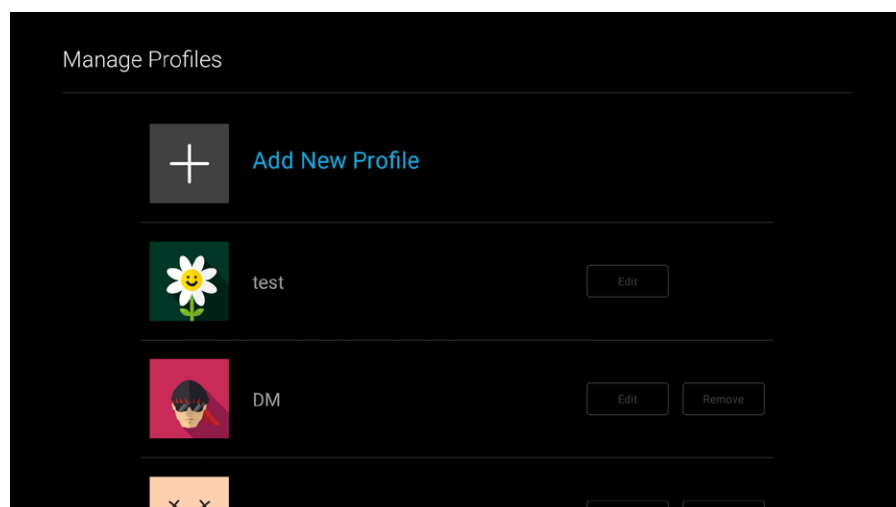 Manage Profiles
Add New Profile
test
Edit
DM
Edit Remove